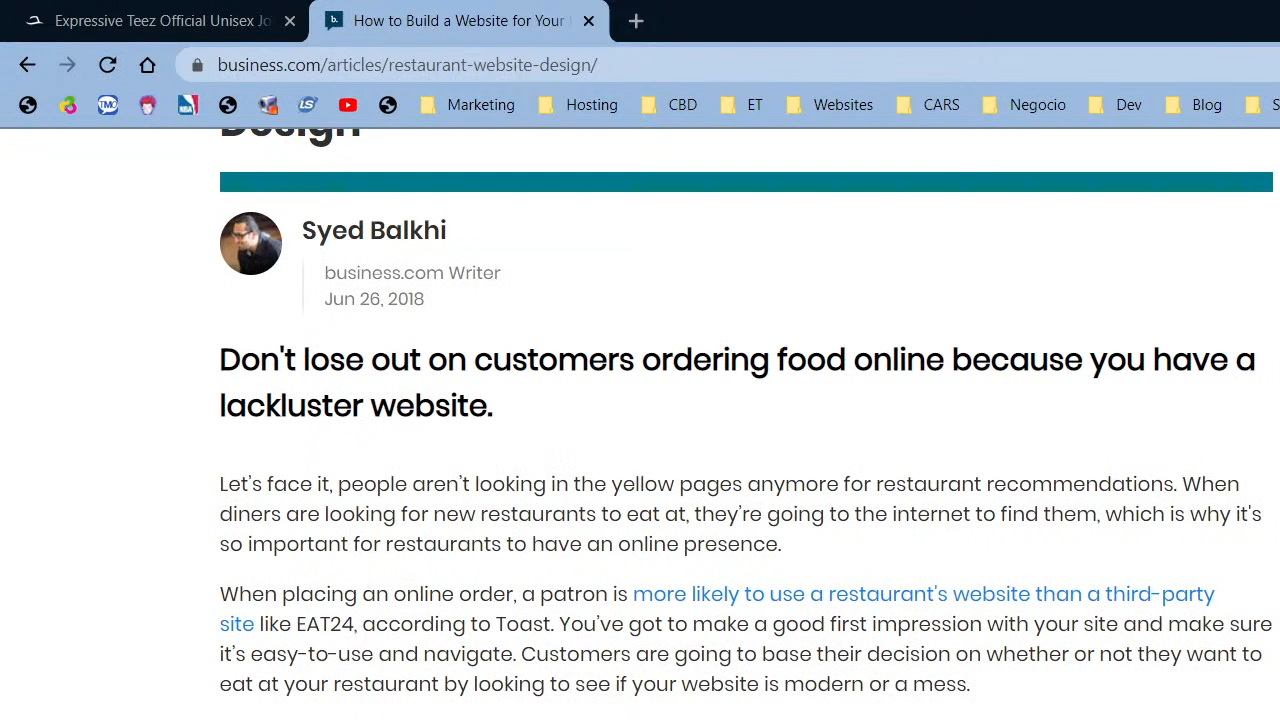 Expressive Teez Official Unisex Jo
How to Build a Website for Your
business.com/articles/restaurant-website-design/
TMC NBA LS Marketing Hosting CBD ET Websites CARS Negocio Dev Blog S
Design
Syed Balkhi
business.com Writer
Jun 26, 2018
Don't lose out on customers ordering food online because you have a
lackluster website.
Let's face it, people aren't looking in the yellow pages anymore for restaurant recommendations. When
diners are looking for new restaurants to eat at, they're going to the internet to find them, which is why it's
so important for restaurants to have an online presence.
When placing an online order, a patron is more likely to use a restaurant's website than a third-party
site like EAT24, according to Toast. You've got to make a good first impression with your site and make sure
it's easy-to-use and navigate. Customers are going to base their decision on whether or not they want to
eat at your restaurant by looking to see if your website is modern or a mess.